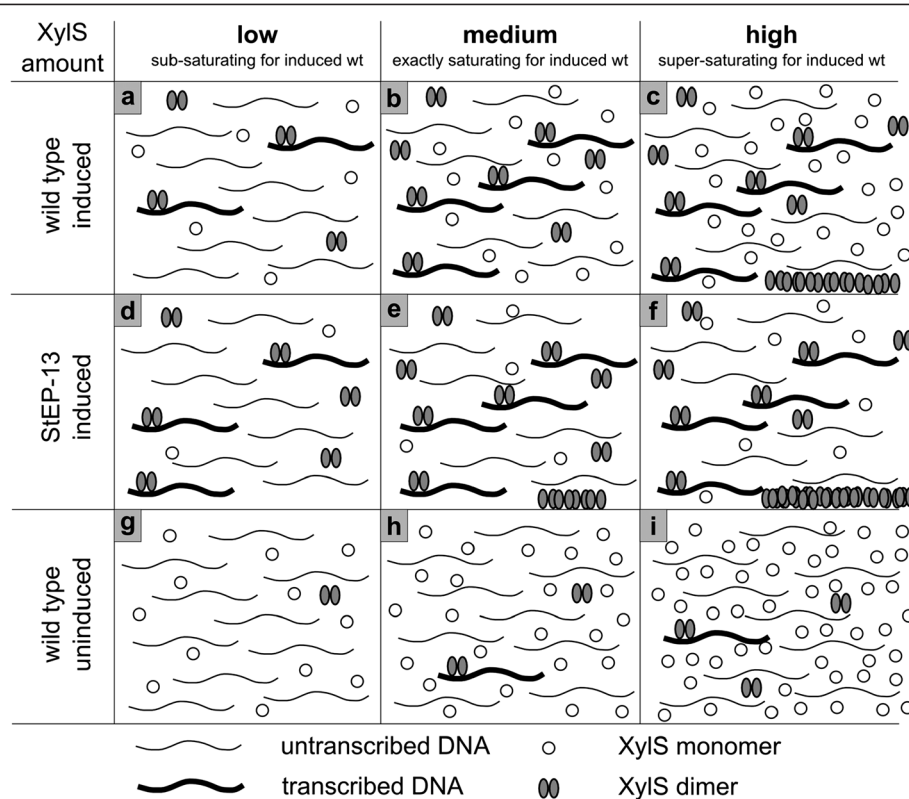 XylS
amount
low
sub-saturating for induced wt
medium
exactly saturating for induced wt
high
super-saturating for induced wt
wild type
induced
a
b
c
StEP-13
induced
d
e
f
wild type
uninduced
g
h
i
untranscribed DNA
XylS monomer
transcribed DNA
XylS dimer